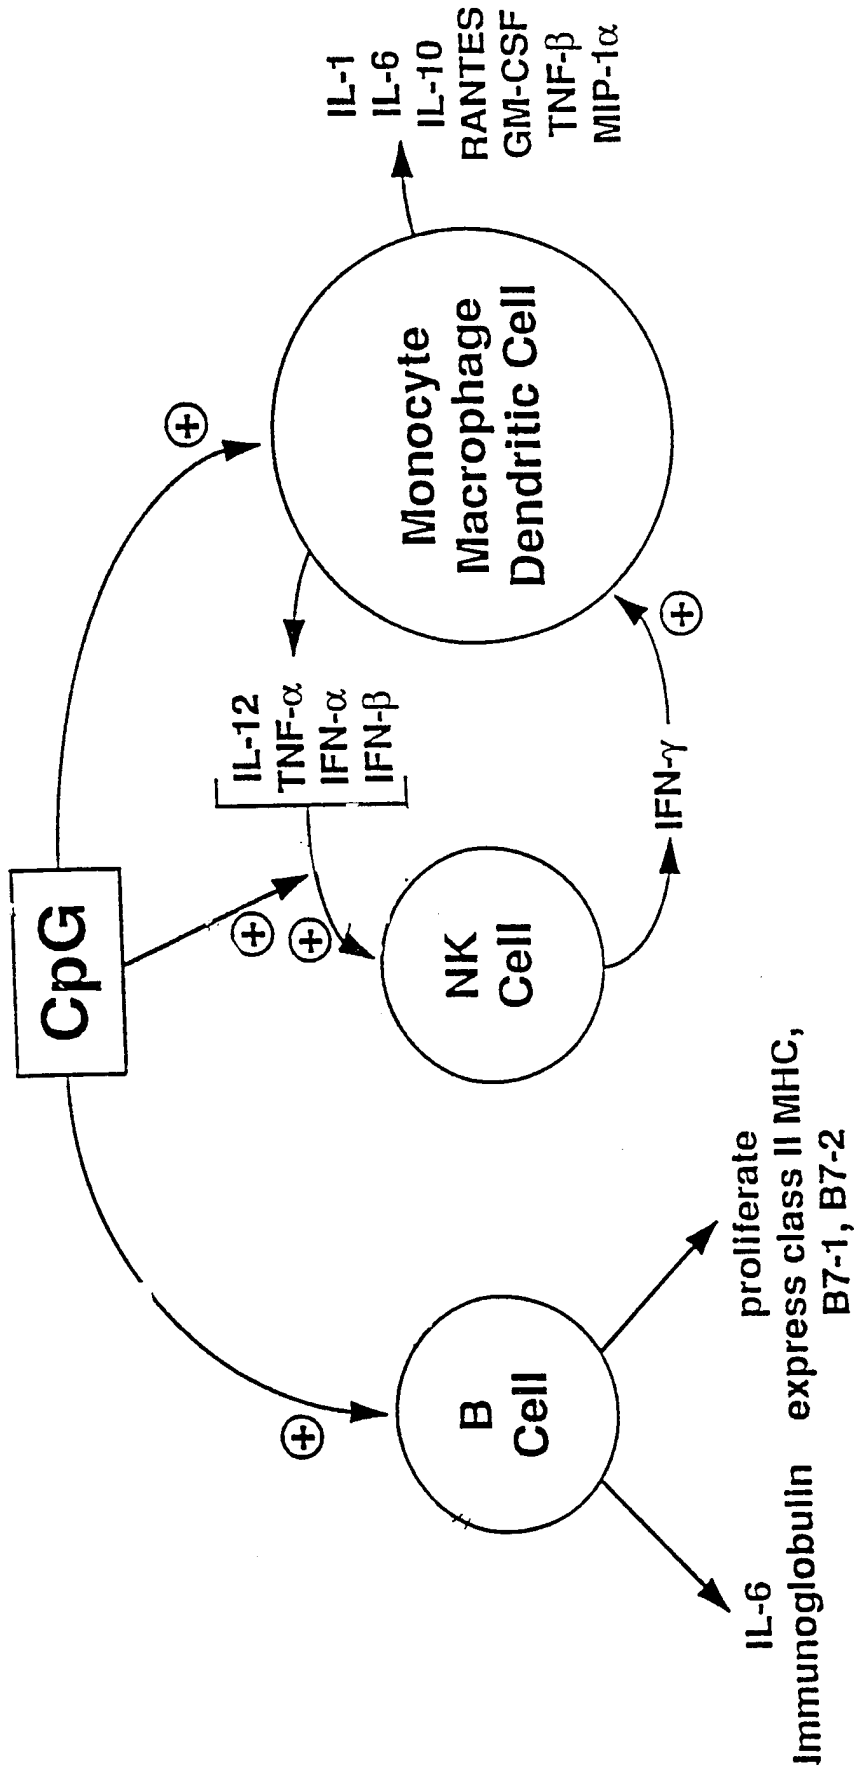 CpG
⊕
⊕
⊕
⊕
IL-12
TNF-α
IFN-α
IFN-β
B
Cell
NK
Cell
Monocyte
Macrophage
Dendritic Cell
IL-1
IL-6
IL-10
RANTES
GM-CSF
TNF-β
MIP-1α
IFN-γ
⊕
IL-6
Immunoglobulin
proliferate
express class II MHC,
B7-1, B7-2